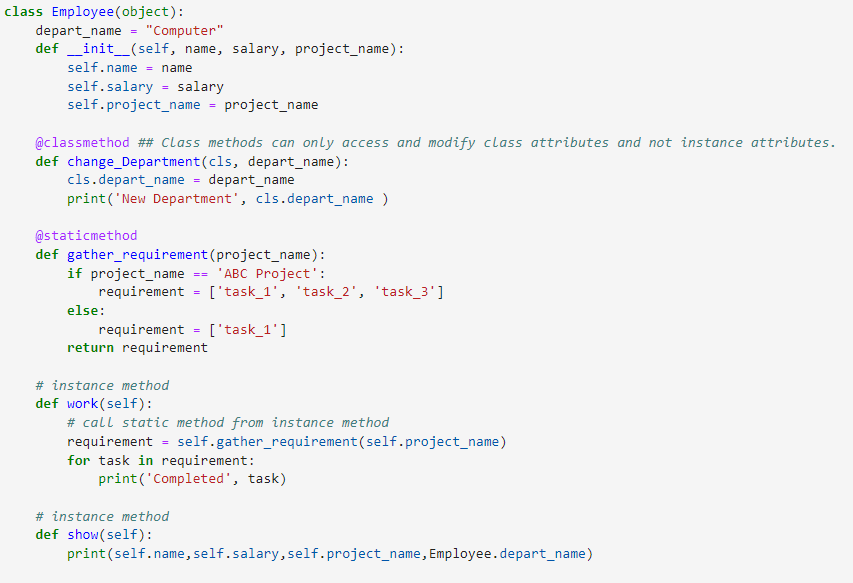 class Employee(object):
    depart_name = "Computer"
    def __init__(self, name, salary, project_name):
        self.name = name
        self.salary = salary
        self.project_name = project_name

    @classmethod ## Class methods can only access and modify class attributes and not instance attributes.
    def change_Department(cls, depart_name):
        cls.depart_name = depart_name
        print('New Department', cls.depart_name )

    @staticmethod
    def gather_requirement(project_name):
        if project_name == 'ABC Project':
            requirement = ['task_1', 'task_2', 'task_3']
        else:
            requirement = ['task_1']
        return requirement

    # instance method
    def work(self):
        # call static method from instance method
        requirement = self.gather_requirement(self.project_name)
        for task in requirement:
            print('Completed', task)

    # instance method
    def show(self):
        print(self.name,self.salary,self.project_name,Employee.depart_name)